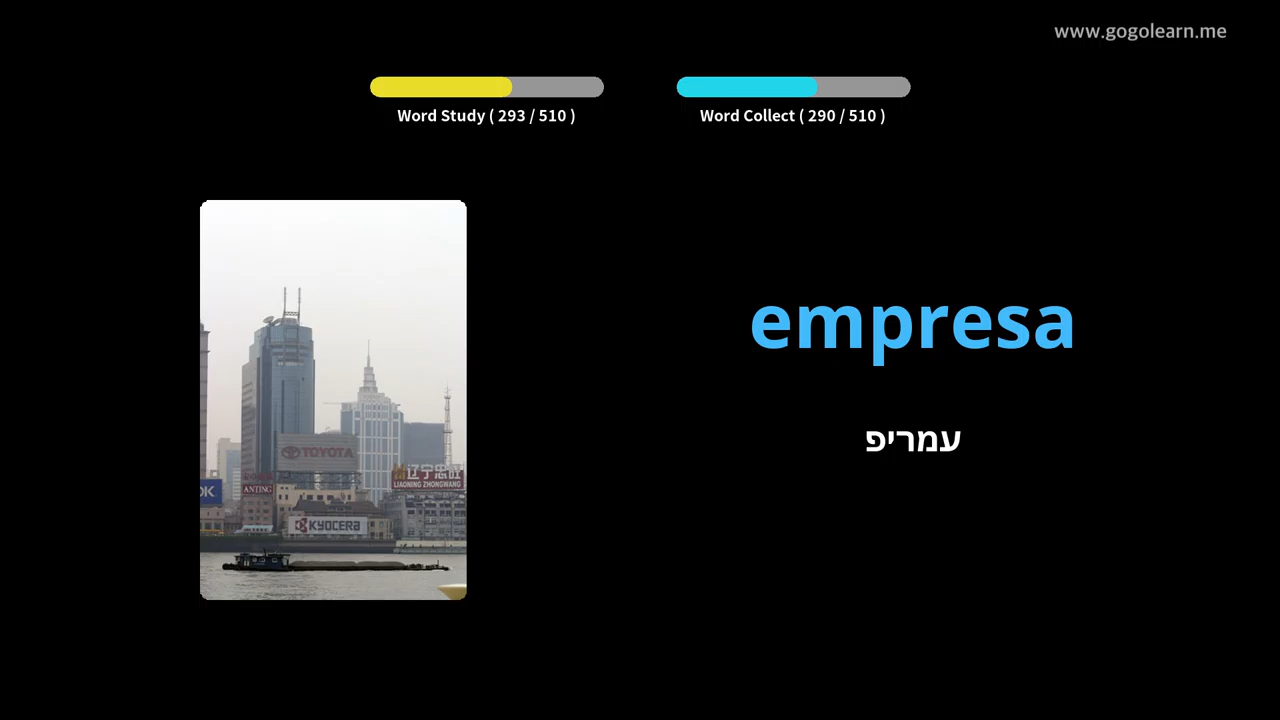 www.gogolearn.me
Word Study ( 293 / 510 )
Word Collect ( 290 / 510 )
empresa
עמריפ
TOYOTA
辽宁忠旺
LIAONING ZHONGWANG
OK
ANTING
KYOCERA